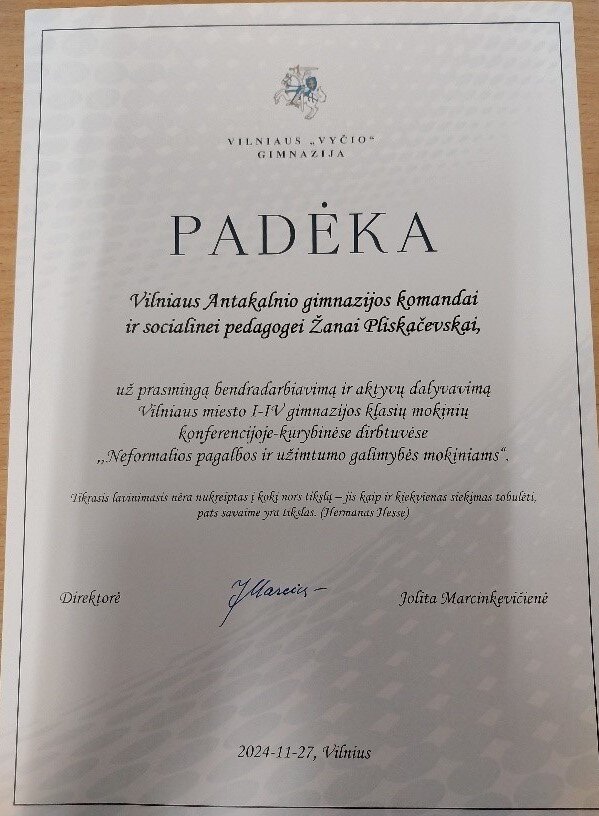 VILNIAUS „VYČIO“
GIMNAZIJA
PADĖKA
Vilniaus Antakalnio gimnazijos komandai
ir socialinei pedagogei Žanai Pliskačevskai,
už prasmingą bendradarbiavimą ir aktyvų dalyvavimą
Vilniaus miesto I-IV gimnazijos klasių mokinių
konferencijoje-kurybinėse dirbtuvėse
„Neformalios pagalbos ir užimtumo galimybės mokiniams“.
Tikrasis lavinimasis nėra nukreiptas į kokį nors tikslą – jis kaip ir kiekvienas siekimas tobulėti,
pats savaime yra tikslas. (Hermanas Hesse)
Direktorė
JMarcin
Jolita Marcinkevičienė
2024-11-27, Vilnius